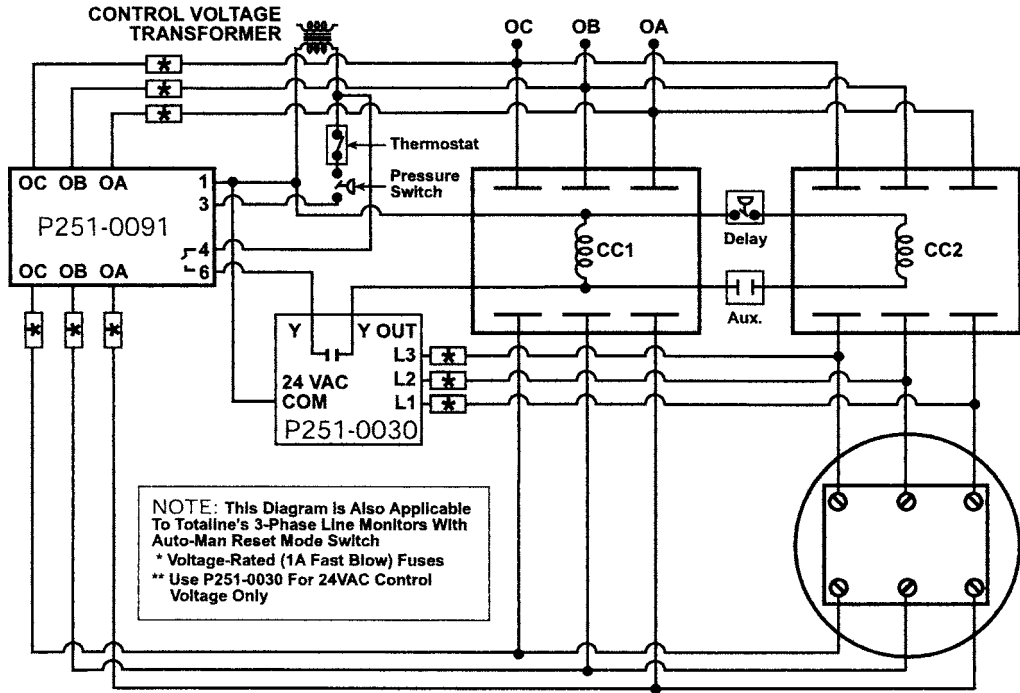 CONTROL VOLTAGE
TRANSFORMER
OC OB OA
*
*
*
Thermostat
Pressure
Switch
OC OB OA 1
3
P251-0091
4
OC OB OA 6
* * *
CC1
Delay
CC2
Aux.
Y Y OUT
L3 *
24 VAC L2 *
COM L1 *
P251-0030
NOTE: This Diagram is Also Applicable
To Totaline's 3-Phase Line Monitors With
Auto-Man Reset Mode Switch
* Voltage-Rated (1A Fast Blow) Fuses
** Use P251-0030 For 24VAC Control
Voltage Only